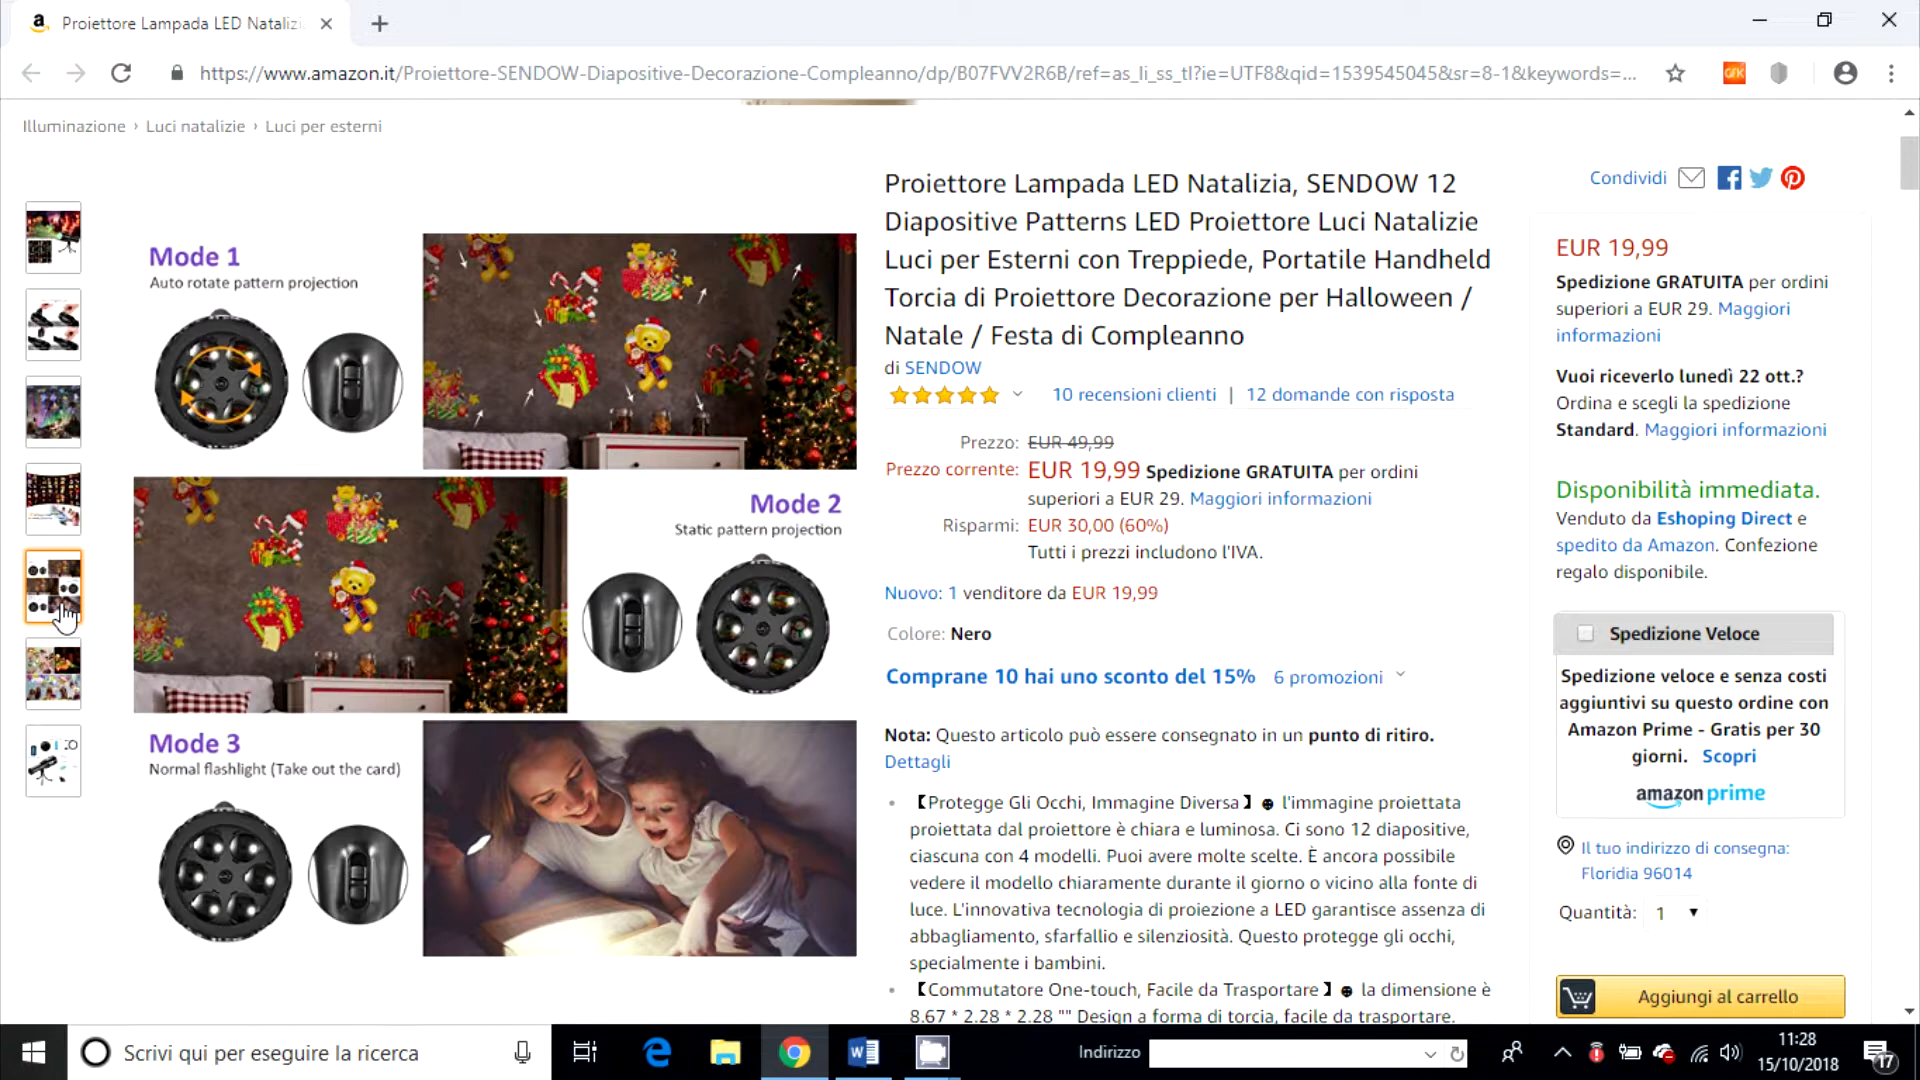 Proiettore Lampada LED Natalizi
https://www.amazon.it/Proiettore-SENDOW-Diapositive-Decorazione-Compleanno/dp/B07FVV2R6B/ref=as_li_ss_tl?ie=UTF8&qid=1539545045&sr=8-1&keywords=...
Illuminazione › Luci natalizie › Luci per esterni
Mode 1
Auto rotate pattern projection
Mode 2
Static pattern projection
Mode 3
Normal flashlight (Take out the card)
Proiettore Lampada LED Natalizia, SENDOW 12
Diapositive Patterns LED Proiettore Luci Natalizie
Luci per Esterni con Treppiede, Portatile Handheld
Torcia di Proiettore Decorazione per Halloween /
Natale / Festa di Compleanno
di SENDOW
10 recensioni clienti | 12 domande con risposta
Prezzo: EUR 49,99
Prezzo corrente: EUR 19,99 Spedizione GRATUITA per ordini
superiori a EUR 29. Maggiori informazioni
Risparmi: EUR 30,00 (60%)
Tutti i prezzi includono l'IVA.
Nuovo: 1 venditore da EUR 19,99
Colore: Nero
Comprane 10 hai uno sconto del 15% 6 promozioni
Nota: Questo articolo può essere consegnato in un punto di ritiro.
Dettagli
• 【Protegge Gli Occhi, Immagine Diversa】☻ l'immagine proiettata
proiettata dal proiettore è chiara e luminosa. Ci sono 12 diapositive,
ciascuna con 4 modelli. Puoi avere molte scelte. È ancora possibile
vedere il modello chiaramente durante il giorno o vicino alla fonte di
luce. L'innovativa tecnologia di proiezione a LED garantisce assenza di
abbagliamento, sfarfallio e silenziosità. Questo protegge gli occhi,
specialmente i bambini.
• 【Commutatore One-touch, Facile da Trasportare】☻ la dimensione è
8.67 * 2.28 * 2.28 "" Design a forma di torcia, facile da trasportare.
Condividi
EUR 19,99
Spedizione GRATUITA per ordini
superiori a EUR 29. Maggiori
informazioni
Vuoi riceverlo lunedì 22 ott.?
Ordina e scegli la spedizione
Standard. Maggiori informazioni
Disponibilità immediata.
Venduto da Eshoping Direct e
spedito da Amazon. Confezione
regalo disponibile.
Spedizione Veloce
Spedizione veloce e senza costi
aggiuntivi su questo ordine con
Amazon Prime - Gratis per 30
giorni. Scopri
amazon prime
Il tuo indirizzo di consegna:
Floridia 96014
Quantità: 1
Aggiungi al carrello
Scrivi qui per eseguire la ricerca
Indirizzo
11:28
15/10/2018
17